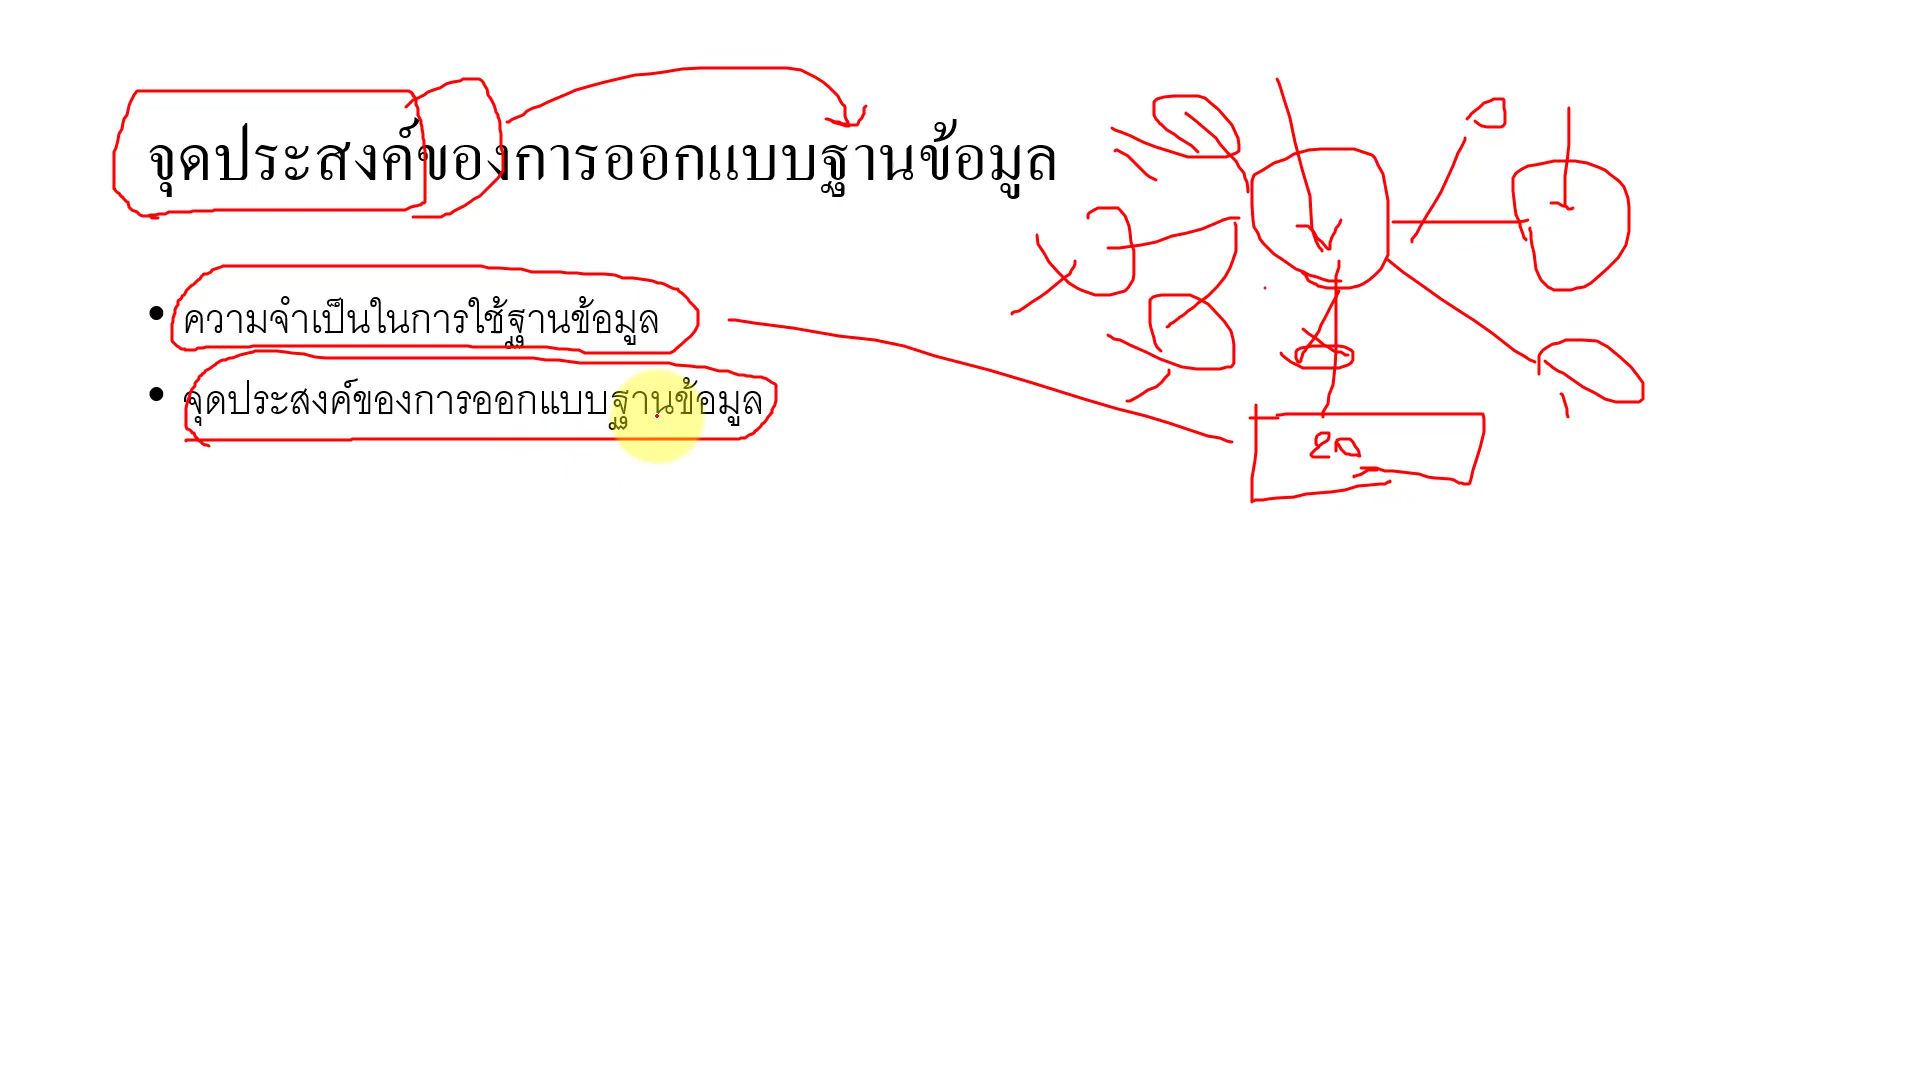 จุดประสงค์ของการออกแบบฐานข้อมูล
• ความจำเป็นในการใช้ฐานข้อมูล
• จุดประสงค์ของการออกแบบฐานข้อมูล